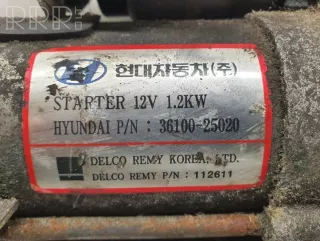 RRR
현대자동차(주)
STARTER 12V 1.2KW
HYUNDAI P/N : 36100-25020
DELCO REMY KOREA. LTD.
DELCO REMY P/N : 112611